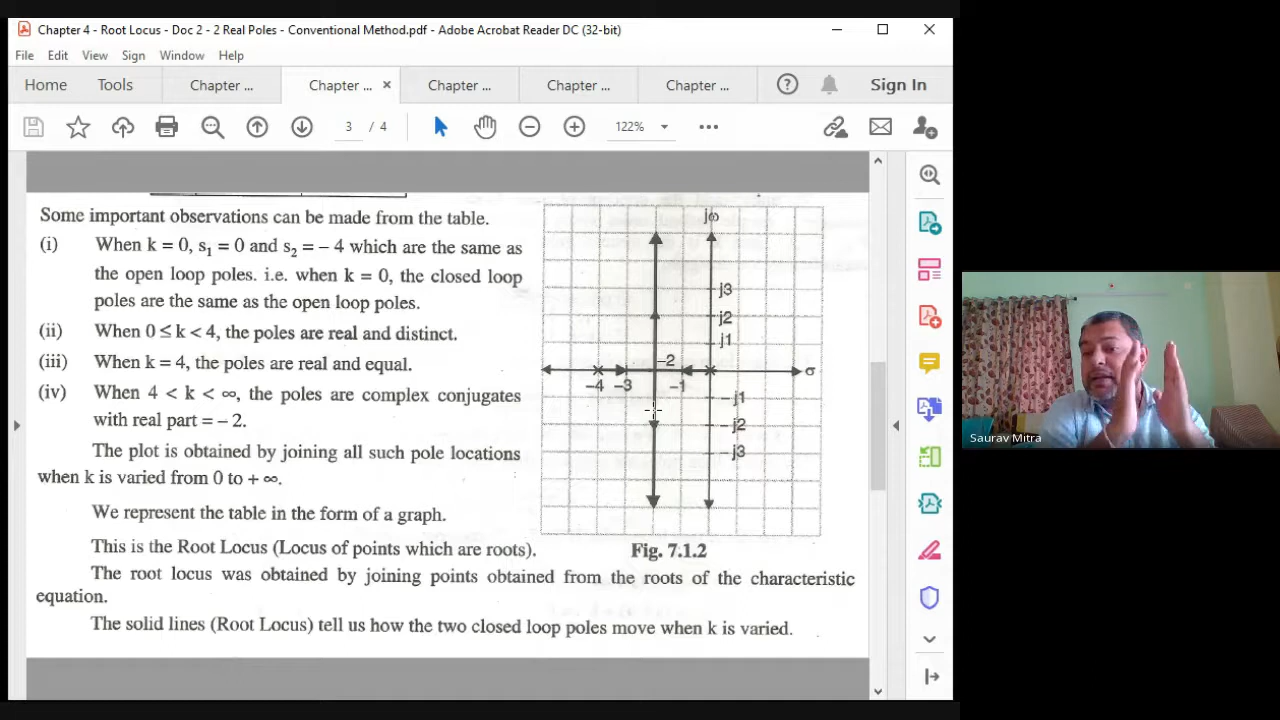 Chapter 4 - Root Locus - Doc 2 - 2 Real Poles - Conventional Method.pdf - Adobe Acrobat Reader DC (32-bit)
File Edit View Sign Window Help
Home Tools Chapter ... Chapter ... × Chapter ... Chapter ... Chapter ... Sign In
3 / 4 122%
Some important observations can be made from the table.
(i) When k = 0, s₁ = 0 and s₂ = – 4 which are the same as
the open loop poles. i.e. when k = 0, the closed loop
poles are the same as the open loop poles.
(ii) When 0 ≤ k < 4, the poles are real and distinct.
(iii) When k = 4, the poles are real and equal.
(iv) When 4 < k < ∞, the poles are complex conjugates
with real part = – 2.
The plot is obtained by joining all such pole locations
when k is varied from 0 to + ∞.
We represent the table in the form of a graph.
This is the Root Locus (Locus of points which are roots).
jω
j3
j2
j1
–2
σ
–4 –3 –1
–j1
–j2
–j3
Fig. 7.1.2
The root locus was obtained by joining points obtained from the roots of the characteristic
equation.
The solid lines (Root Locus) tell us how the two closed loop poles move when k is varied.
Saurav Mitra